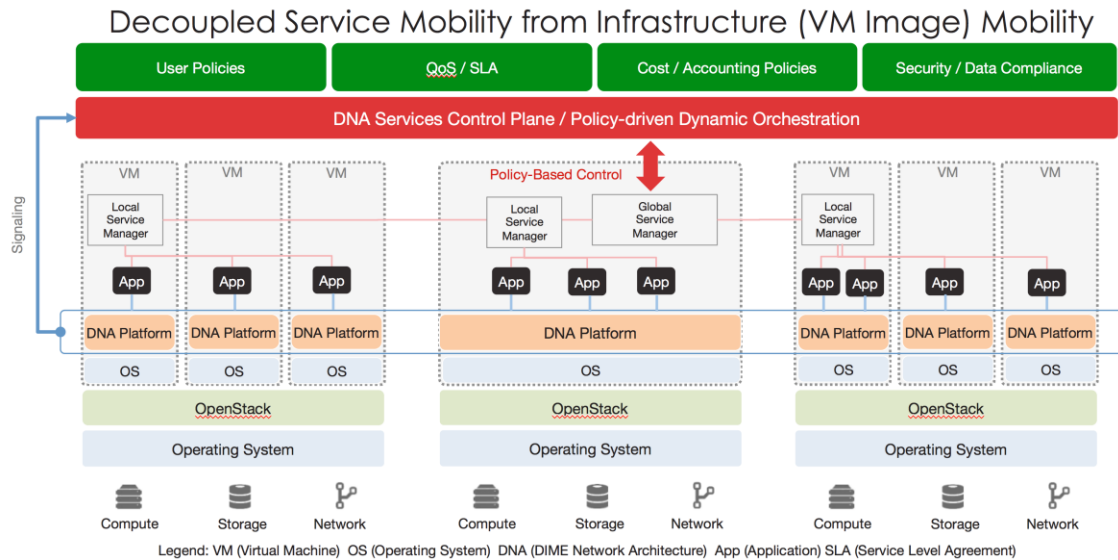 Decoupled Service Mobility from Infrastructure (VM Image) Mobility
User Policies
QoS / SLA
Cost / Accounting Policies
Security / Data Compliance
DNA Services Control Plane / Policy-driven Dynamic Orchestration
Signaling
VM
VM
VM
Policy-Based Control
VM
VM
VM
Local
Service
Manager
Local
Service
Manager
Global
Service
Manager
Local
Service
Manager
App
App
App
App
App
App
App
App
App
App
DNA Platform
DNA Platform
DNA Platform
DNA Platform
DNA Platform
DNA Platform
DNA Platform
OS
OS
OS
OS
OS
OS
OS
OpenStack
OpenStack
OpenStack
Operating System
Operating System
Operating System
Compute
Storage
Network
Compute
Storage
Network
Compute
Storage
Network
Legend: VM (Virtual Machine) OS (Operating System) DNA (DIME Network Architecture) App (Application) SLA (Service Level Agreement)